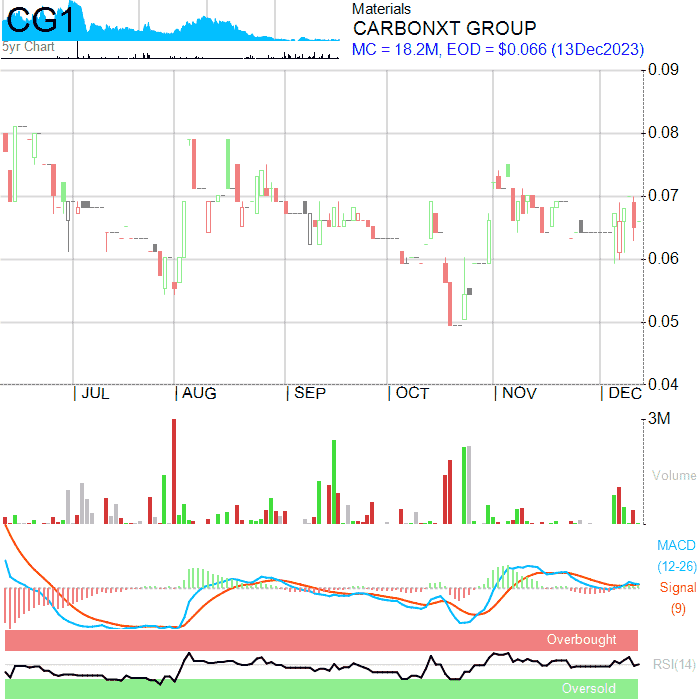 CG1
5yr Chart
Materials
CARBONXT GROUP
MC = 18.2M, EOD = $0.066 (13Dec2023)
0.09
0.08
0.07
0.06
0.05
0.04
JUL
AUG
SEP
OCT
NOV
DEC
3M
Volume
MACD
(12-26)
Signal
(9)
Overbought
RSI(14)
Oversold